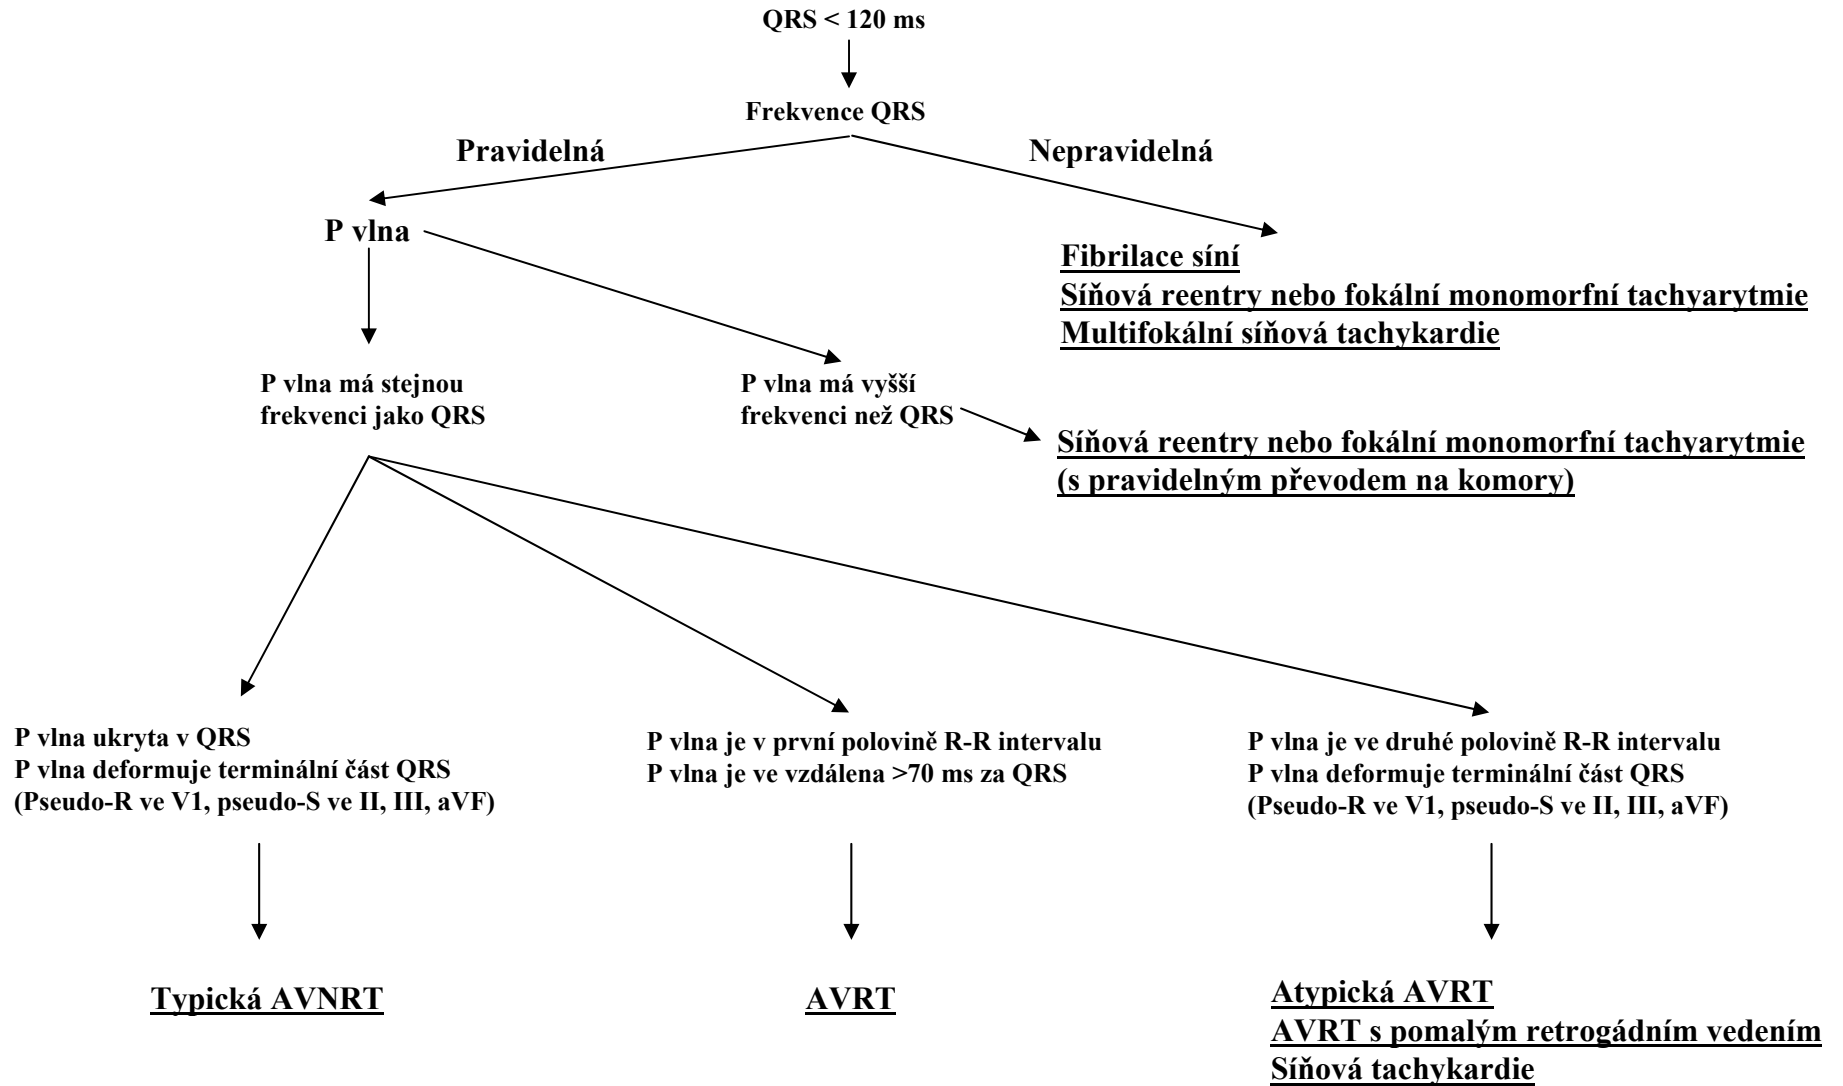 QRS < 120 ms
Frekvence QRS
Pravidelná
Nepravidelná
P vlna
Fibrilace síní
Síňová reentry nebo fokální monomorfní tachyarytmie
Multifokální síňová tachykardie
P vlna má stejnou
frekvenci jako QRS
P vlna má vyšší
frekvenci než QRS
Síňová reentry nebo fokální monomorfní tachyarytmie
(s pravidelným převodem na komory)
P vlna ukryta v QRS
P vlna deformuje terminální část QRS
(Pseudo-R ve V1, pseudo-S ve II, III, aVF)
P vlna je v první polovině R-R intervalu
P vlna je ve vzdálena >70 ms za QRS
P vlna je ve druhé polovině R-R intervalu
P vlna deformuje terminální část QRS
(Pseudo-R ve V1, pseudo-S ve II, III, aVF)
Typická AVNRT
AVRT
Atypická AVRT
AVRT s pomalým retrogádním vedením
Síňová tachykardie